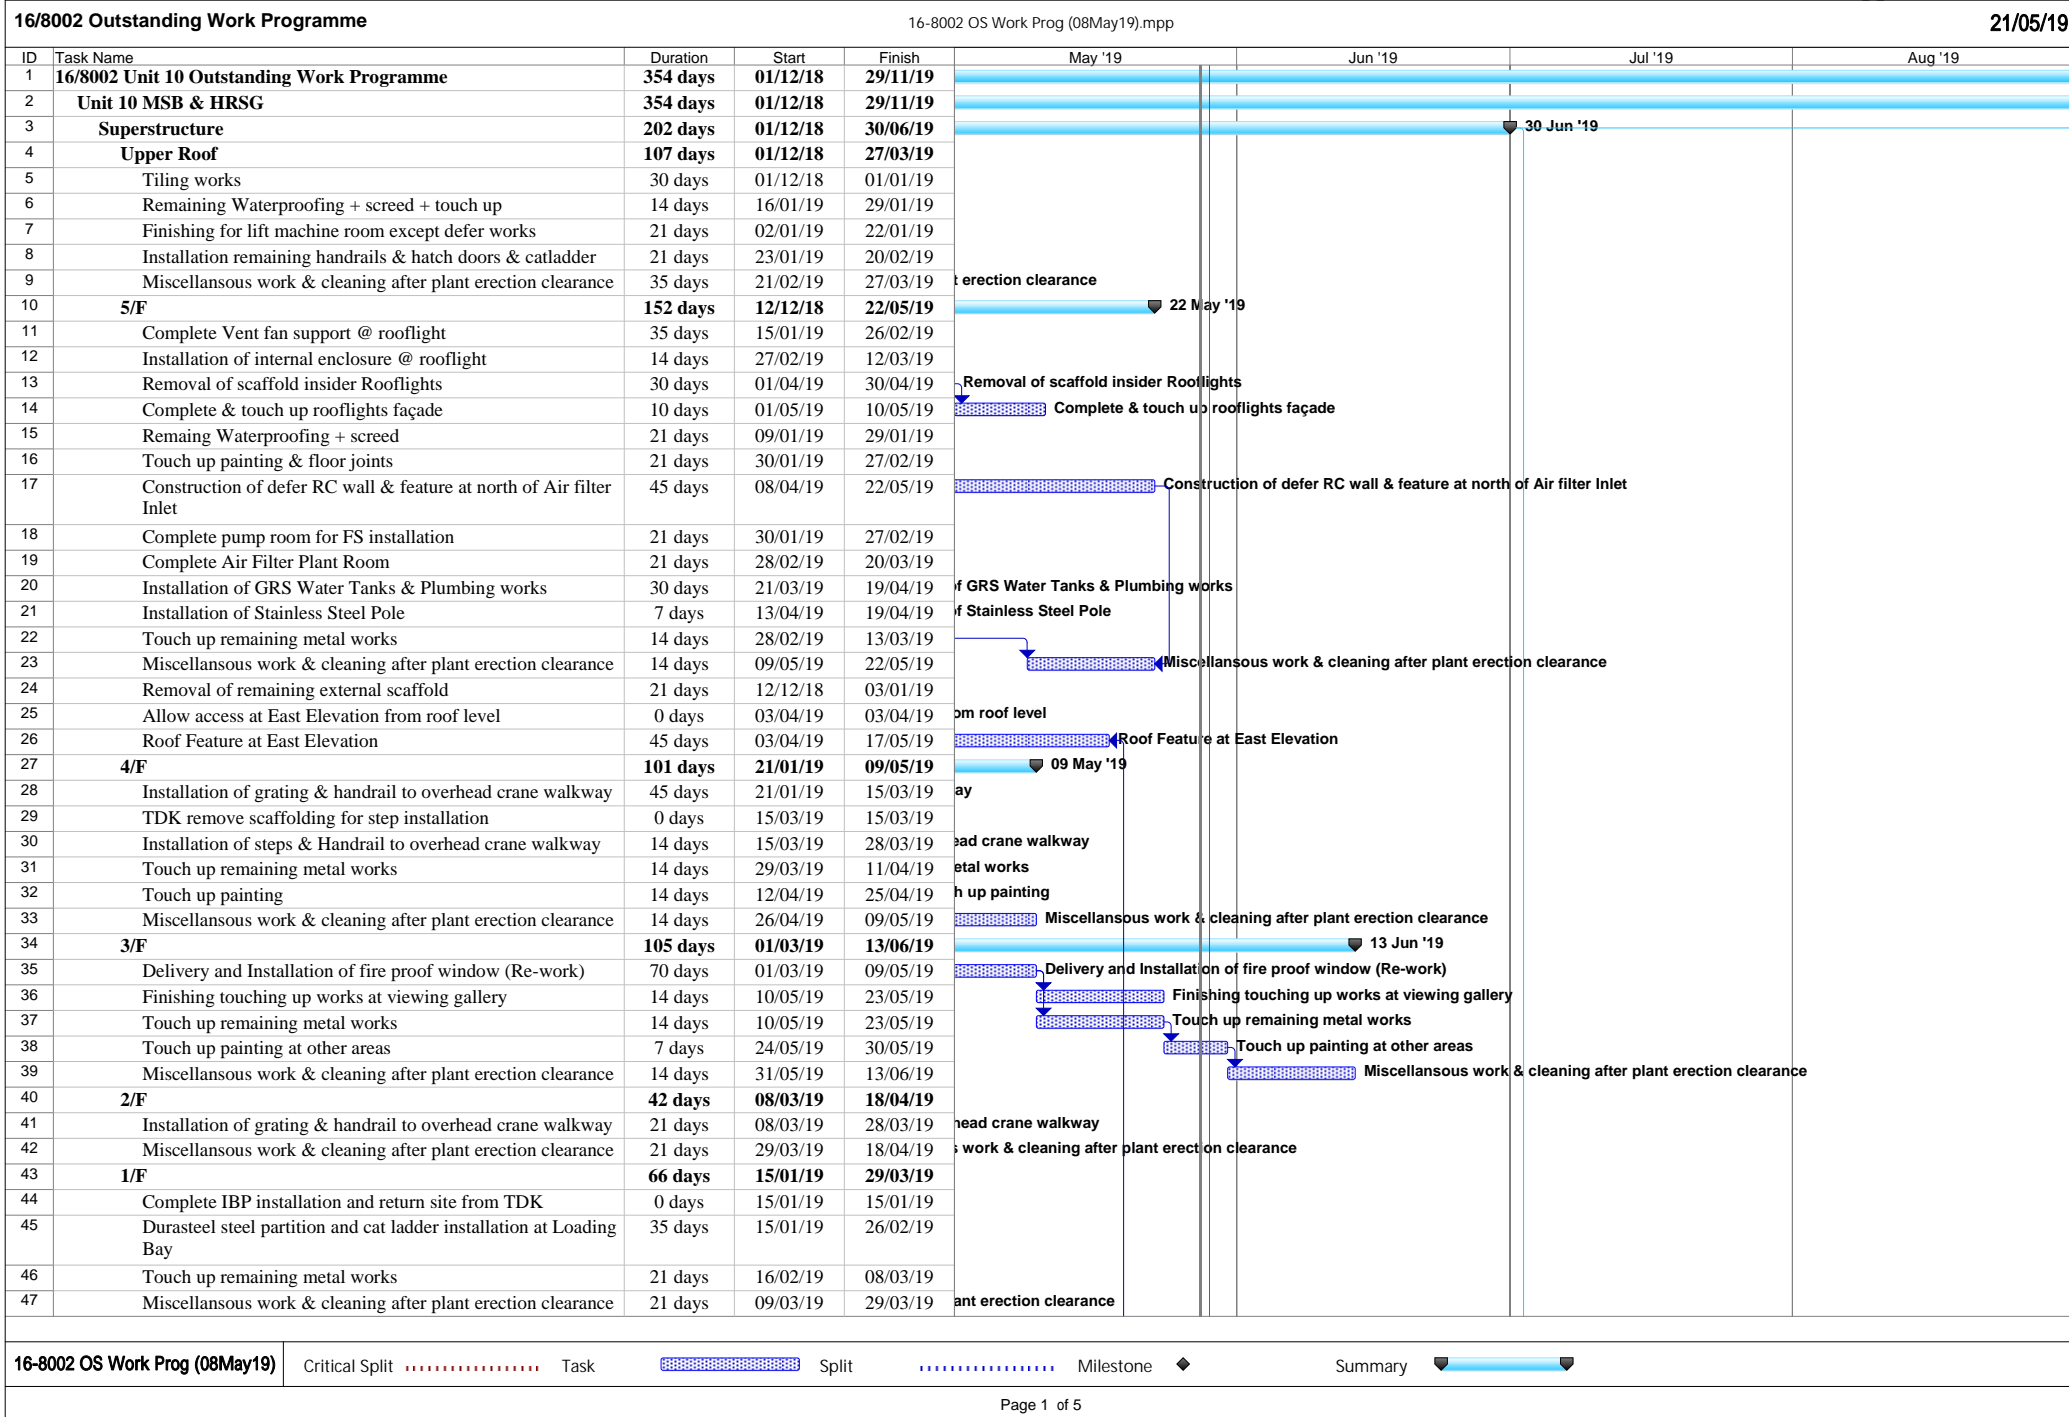 16/8002 Outstanding Work Programme 16-8002 OS Work Prog (08May19).mpp 21/05/19
ID Task Name Duration Start Finish May '19 Jun '19 Jul '19 Aug '19
1 16/8002 Unit 10 Outstanding Work Programme 354 days 01/12/18 29/11/19
2 Unit 10 MSB & HRSG 354 days 01/12/18 29/11/19
3 Superstructure 202 days 01/12/18 30/06/19 30 Jun '19
4 Upper Roof 107 days 01/12/18 27/03/19
5 Tiling works 30 days 01/12/18 01/01/19
6 Remaining Waterproofing + screed + touch up 14 days 16/01/19 29/01/19
7 Finishing for lift machine room except defer works 21 days 02/01/19 22/01/19
8 Installation remaining handrails & hatch doors & catladder 21 days 23/01/19 20/02/19
9 Miscellansous work & cleaning after plant erection clearance 35 days 21/02/19 27/03/19 t erection clearance
10 5/F 152 days 12/12/18 22/05/19 22 May '19
11 Complete Vent fan support @ rooflight 35 days 15/01/19 26/02/19
12 Installation of internal enclosure @ rooflight 14 days 27/02/19 12/03/19
13 Removal of scaffold insider Rooflights 30 days 01/04/19 30/04/19 Removal of scaffold insider Rooflights
14 Complete & touch up rooflights façade 10 days 01/05/19 10/05/19 Complete & touch up rooflights façade
15 Remaing Waterproofing + screed 21 days 09/01/19 29/01/19
16 Touch up painting & floor joints 21 days 30/01/19 27/02/19
17 Construction of defer RC wall & feature at north of Air filter 45 days 08/04/19 22/05/19 Construction of defer RC wall & feature at north of Air filter Inlet
Inlet
18 Complete pump room for FS installation 21 days 30/01/19 27/02/19
19 Complete Air Filter Plant Room 21 days 28/02/19 20/03/19
20 Installation of GRS Water Tanks & Plumbing works 30 days 21/03/19 19/04/19 of GRS Water Tanks & Plumbing works
21 Installation of Stainless Steel Pole 7 days 13/04/19 19/04/19 of Stainless Steel Pole
22 Touch up remaining metal works 14 days 28/02/19 13/03/19
23 Miscellansous work & cleaning after plant erection clearance 14 days 09/05/19 22/05/19 Miscellansous work & cleaning after plant erection clearance
24 Removal of remaining external scaffold 21 days 12/12/18 03/01/19
25 Allow access at East Elevation from roof level 0 days 03/04/19 03/04/19 om roof level
26 Roof Feature at East Elevation 45 days 03/04/19 17/05/19 Roof Feature at East Elevation
27 4/F 101 days 21/01/19 09/05/19 09 May '19
28 Installation of grating & handrail to overhead crane walkway 45 days 21/01/19 15/03/19 ay
29 TDK remove scaffolding for step installation 0 days 15/03/19 15/03/19
30 Installation of steps & Handrail to overhead crane walkway 14 days 15/03/19 28/03/19 ead crane walkway
31 Touch up remaining metal works 14 days 29/03/19 11/04/19 etal works
32 Touch up painting 14 days 12/04/19 25/04/19 h up painting
33 Miscellansous work & cleaning after plant erection clearance 14 days 26/04/19 09/05/19 Miscellansous work & cleaning after plant erection clearance
34 3/F 105 days 01/03/19 13/06/19 13 Jun '19
35 Delivery and Installation of fire proof window (Re-work) 70 days 01/03/19 09/05/19 Delivery and Installation of fire proof window (Re-work)
36 Finishing touching up works at viewing gallery 14 days 10/05/19 23/05/19 Finishing touching up works at viewing gallery
37 Touch up remaining metal works 14 days 10/05/19 23/05/19 Touch up remaining metal works
38 Touch up painting at other areas 7 days 24/05/19 30/05/19 Touch up painting at other areas
39 Miscellansous work & cleaning after plant erection clearance 14 days 31/05/19 13/06/19 Miscellansous work & cleaning after plant erection clearance
40 2/F 42 days 08/03/19 18/04/19
41 Installation of grating & handrail to overhead crane walkway 21 days 08/03/19 28/03/19 head crane walkway
42 Miscellansous work & cleaning after plant erection clearance 21 days 29/03/19 18/04/19 s work & cleaning after plant erection clearance
43 1/F 66 days 15/01/19 29/03/19
44 Complete IBP installation and return site from TDK 0 days 15/01/19 15/01/19
45 Durasteel steel partition and cat ladder installation at Loading 35 days 15/01/19 26/02/19
Bay
46 Touch up remaining metal works 21 days 16/02/19 08/03/19
47 Miscellansous work & cleaning after plant erection clearance 21 days 09/03/19 29/03/19 ant erection clearance
16-8002 OS Work Prog (08May19) Critical Split Task Split Milestone Summary
Page 1 of 5